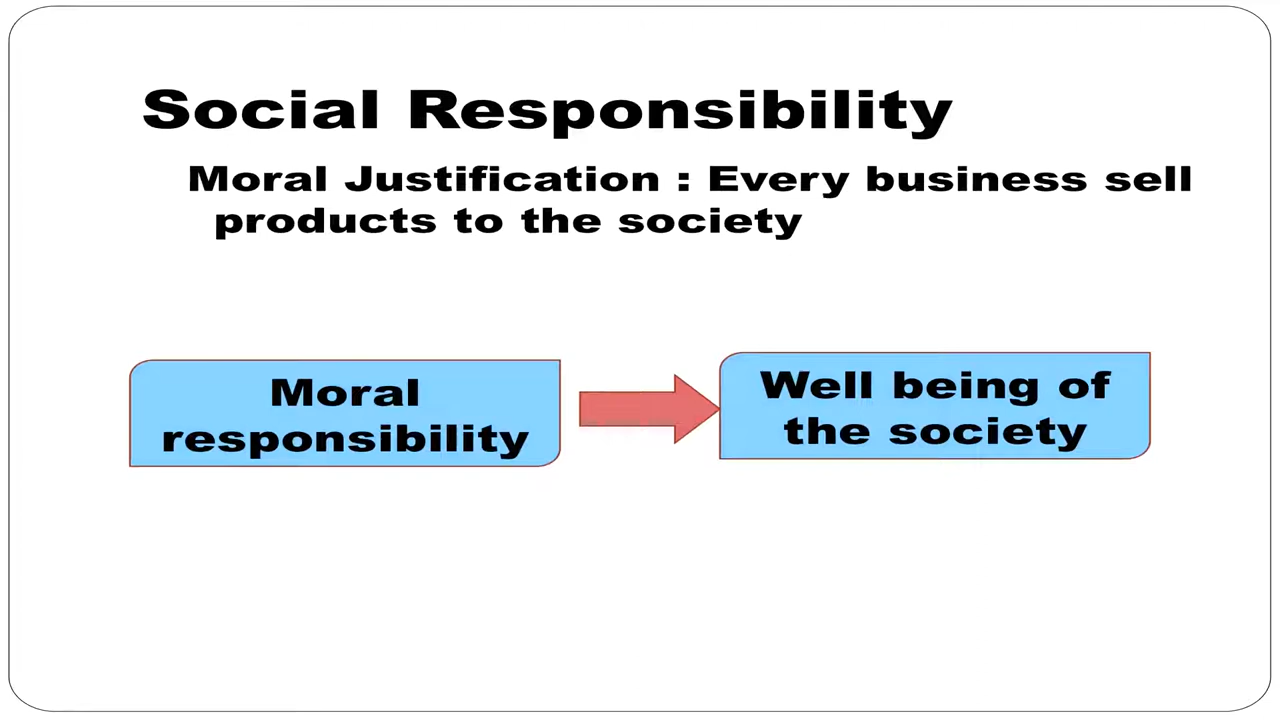 Social Responsibility
Moral Justification : Every business sell
products to the society
Moral
responsibility
Well being of
the society